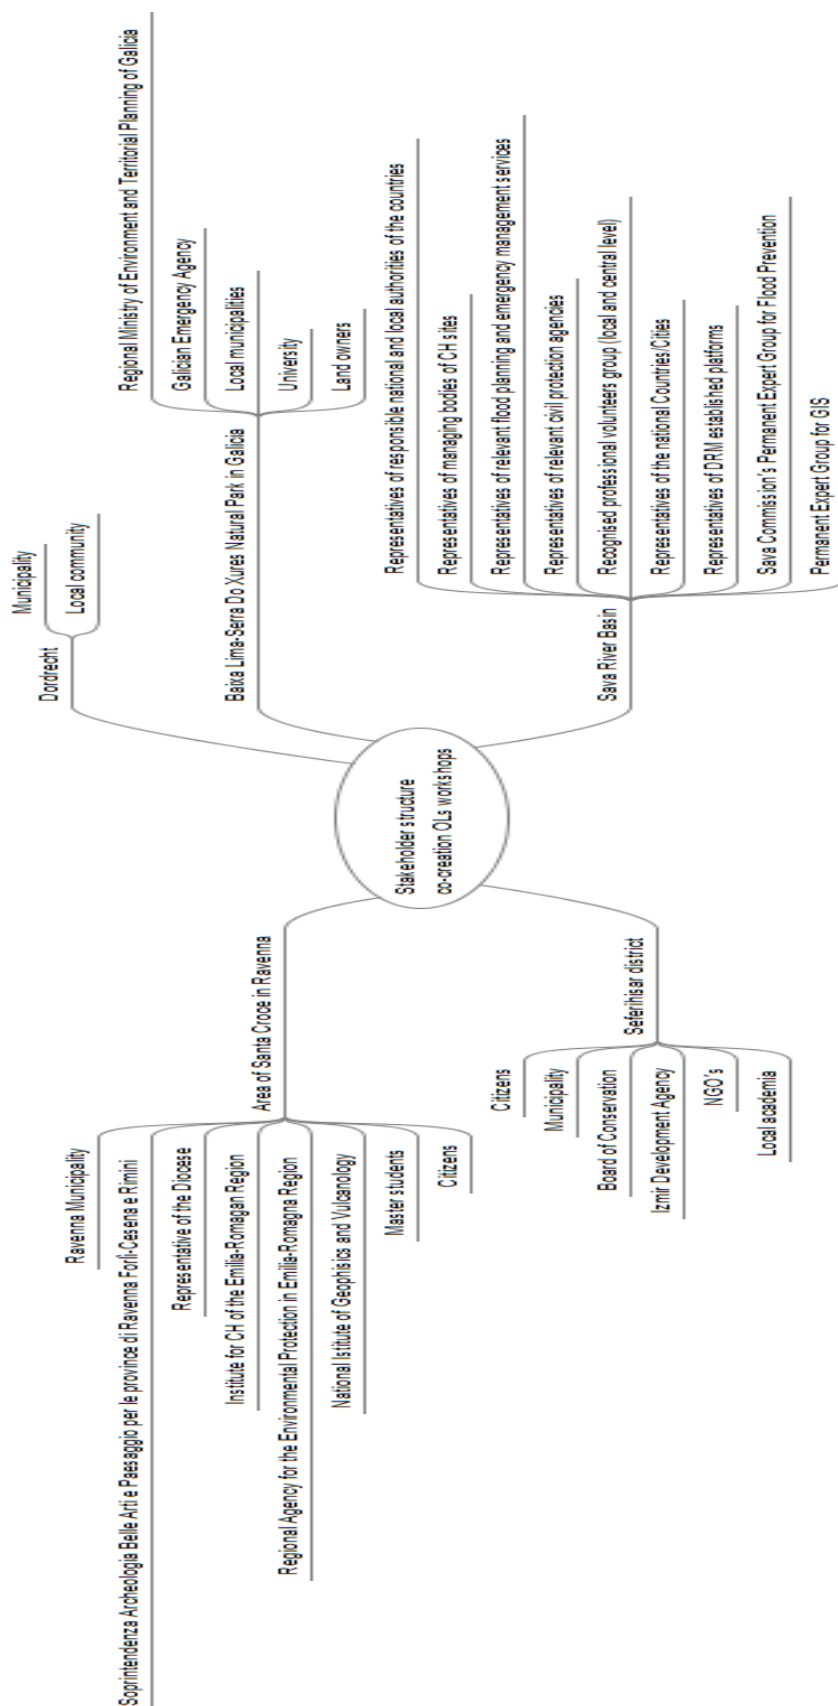 Stakeholder structure
co-creation OLs workshops
Dordrecht
Municipality
Local community
Baixa Lima-Serra Do Xures Natural Park in Galicia
Regional Ministry of Environment and Territorial Planning of Galicia
Galician Emergency Agency
Local municipalities
University
Land owners
Sava River Basin
Representatives of responsible national and local authorities of the countries
Representatives of managing bodies of CH sites
Representatives of relevant flood planning and emergency management services
Representatives of relevant civil protection agencies
Recognised professional volunteers group (local and central level)
Representatives of the national Countries/Cities
Representatives of DRM established platforms
Sava Commission's Permanent Expert Group for Flood Prevention
Permanent Expert Group for GIS
Area of Santa Croce in Ravenna
Ravenna Municipality
Soprintendenza Archeologia Belle Arti e Paesaggio per le province di Ravenna Forlì-Cesena e Rimini
Representative of the Diocese
Institute for CH of the Emilia-Romagan Region
Regional Agency for the Environmental Protection in Emilia-Romagna Region
National Istitute of Geophisics and Vulcanology
Master students
Citizens
Seferihisar district
Citizens
Municipality
Board of Conservation
Izmir Development Agency
NGO's
Local academia